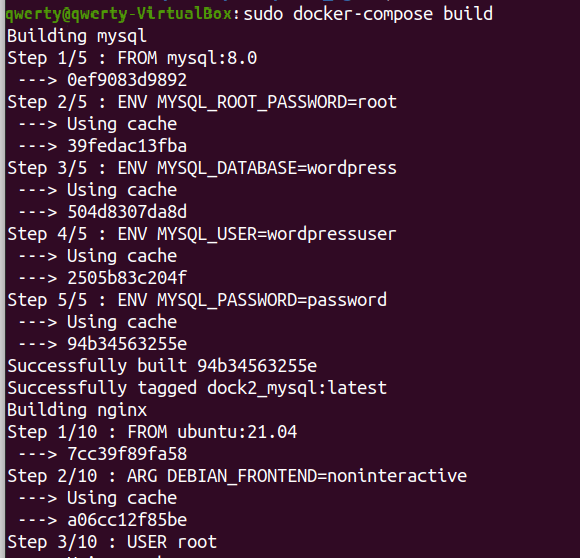 qwerty@qwerty-VirtualBox:sudo docker-compose build
Building mysql
Step 1/5 : FROM mysql:8.0
 ---> 0ef9083d9892
Step 2/5 : ENV MYSQL_ROOT_PASSWORD=root
 ---> Using cache
 ---> 39fedac13fba
Step 3/5 : ENV MYSQL_DATABASE=wordpress
 ---> Using cache
 ---> 504d8307da8d
Step 4/5 : ENV MYSQL_USER=wordpressuser
 ---> Using cache
 ---> 2505b83c204f
Step 5/5 : ENV MYSQL_PASSWORD=password
 ---> Using cache
 ---> 94b34563255e
Successfully built 94b34563255e
Successfully tagged dock2_mysql:latest
Building nginx
Step 1/10 : FROM ubuntu:21.04
 ---> 7cc39f89fa58
Step 2/10 : ARG DEBIAN_FRONTEND=noninteractive
 ---> Using cache
 ---> a06cc12f85be
Step 3/10 : USER root